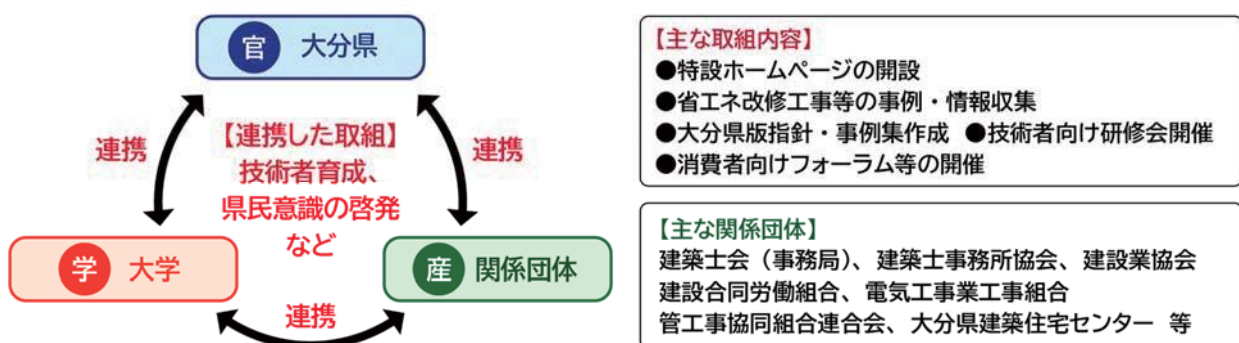 官 大分県
連携
【連携した取組】
技術者育成、
県民意識の啓発
など
連携
学 大学
産 関係団体
連携
【主な取組内容】
●特設ホームページの開設
●省エネ改修工事等の事例・情報収集
●大分県版指針・事例集作成 ●技術者向け研修会開催
●消費者向けフォーラム等の開催
【主な関係団体】
建築士会（事務局）、建築士事務所協会、建設業協会
建設合同労働組合、電気工事業工事組合
管工事協同組合連合会、大分県建築住宅センター 等